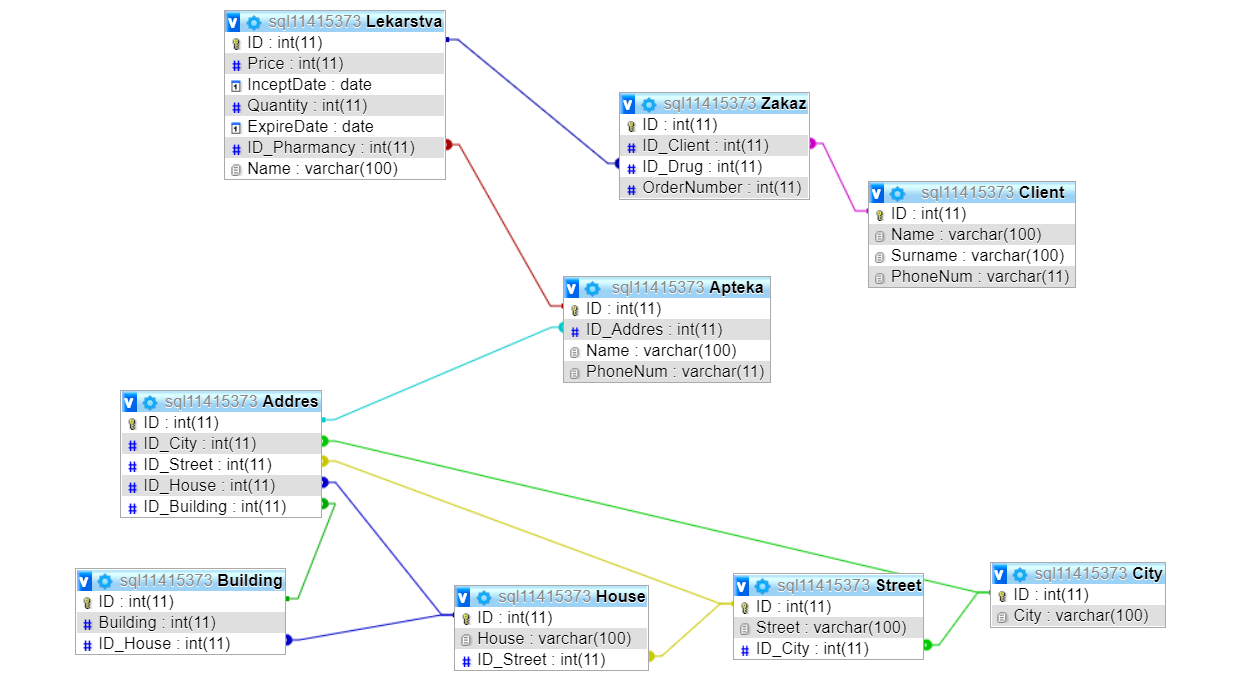 sql11415373 Lekarstva
ID : int(11)
Price : int(11)
InceptDate : date
Quantity : int(11)
ExpireDate : date
ID_Pharmancy : int(11)
Name : varchar(100)
sql11415373 Zakaz
ID : int(11)
ID_Client : int(11)
ID_Drug : int(11)
OrderNumber : int(11)
sql11415373 Client
ID : int(11)
Name : varchar(100)
Surname : varchar(100)
PhoneNum : varchar(11)
sql11415373 Apteka
ID : int(11)
ID_Addres : int(11)
Name : varchar(100)
PhoneNum : varchar(11)
sql11415373 Addres
ID : int(11)
ID_City : int(11)
ID_Street : int(11)
ID_House : int(11)
ID_Building : int(11)
sql11415373 Building
ID : int(11)
Building : int(11)
ID_House : int(11)
sql11415373 House
ID : int(11)
House : varchar(100)
ID_Street : int(11)
sql11415373 Street
ID : int(11)
Street : varchar(100)
ID_City : int(11)
sql11415373 City
ID : int(11)
City : varchar(100)